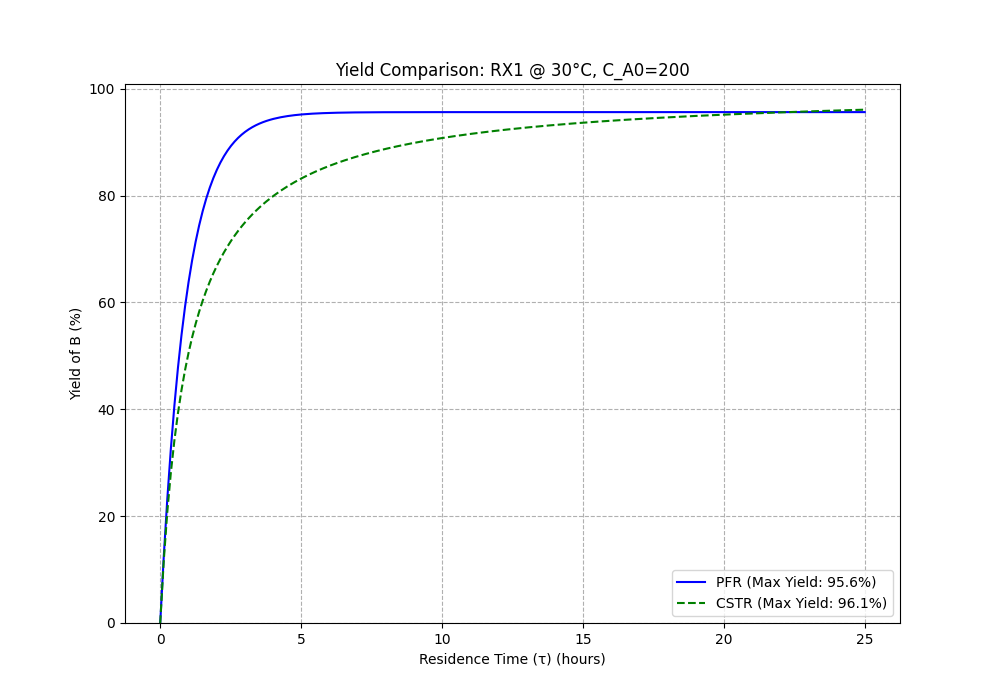 Yield Comparison: RX1 @ 30°C, C_A0=200
Yield of B (%)
100
80
60
40
20
0
0 5 10 15 20 25
Residence Time (τ) (hours)
PFR (Max Yield: 95.6%)
CSTR (Max Yield: 96.1%)